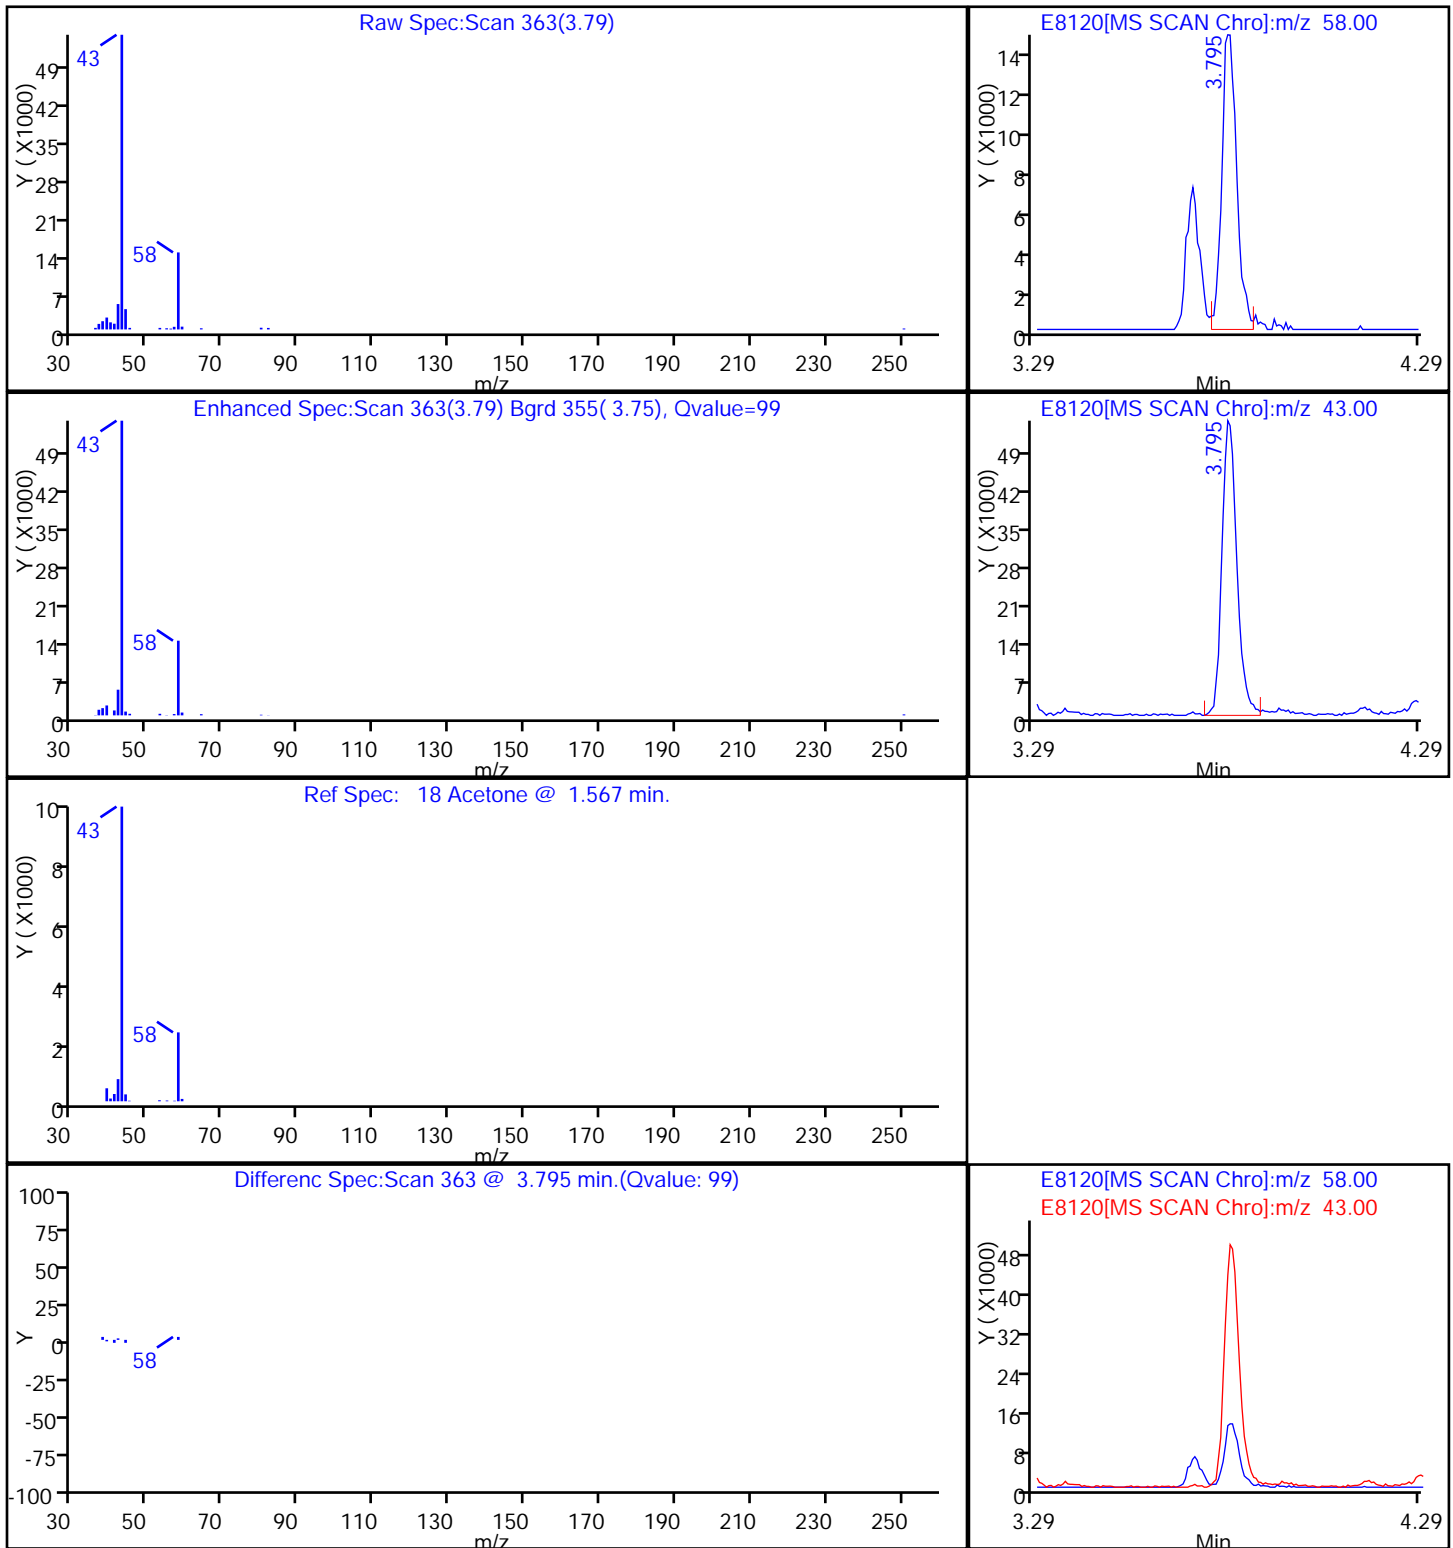 Raw Spec:Scan 363(3.79)
43
58
Y ( X1000)
49
42
35
28
21
14
7
0
30 50 70 90 110 130 150 170 190 210 230 250
m/z
E8120[MS SCAN Chro]:m/z 58.00
3.795
Y ( X1000)
14
12
10
8
6
4
2
0
3.29 4.29
Min
Enhanced Spec:Scan 363(3.79) Bgrd 355( 3.75), Qvalue=99
43
58
Y ( X1000)
49
42
35
28
21
14
7
0
30 50 70 90 110 130 150 170 190 210 230 250
m/z
E8120[MS SCAN Chro]:m/z 43.00
3.795
Y ( X1000)
49
42
35
28
21
14
7
0
3.29 4.29
Min
Ref Spec: 18 Acetone @ 1.567 min.
43
58
Y ( X1000)
10
8
6
4
2
0
30 50 70 90 110 130 150 170 190 210 230 250
m/z
Differenc Spec:Scan 363 @ 3.795 min.(Qvalue: 99)
58
Y
100
75
50
25
0
-25
-50
-75
-100
30 50 70 90 110 130 150 170 190 210 230 250
m/z
E8120[MS SCAN Chro]:m/z 58.00
E8120[MS SCAN Chro]:m/z 43.00
Y ( X1000)
48
40
32
24
16
8
0
3.29 4.29
Min